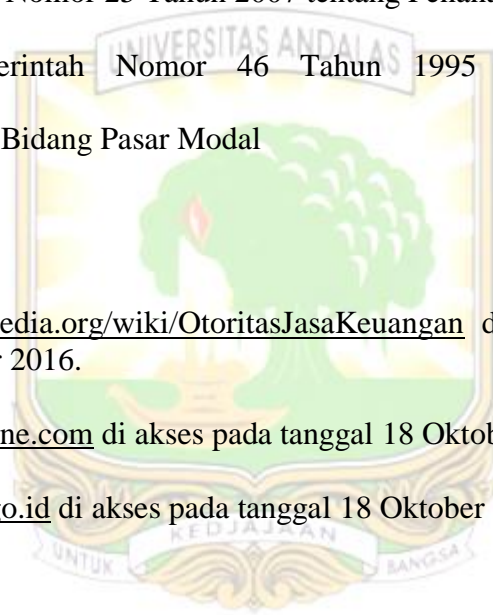 Nomor 25 Tahun 2007 tentang
UNIVERSITAS ANDALAS
erintah Nomor 46 Tahun 1995
Bidang Pasar Modal
edia.org/wiki/OtoritasJasaKeuangan d
r 2016.
ne.com di akses pada tanggal 18 Oktob
go.id di akses pada tanggal 18 Oktober
KEDJAJAAN
UNTUK BANGSA